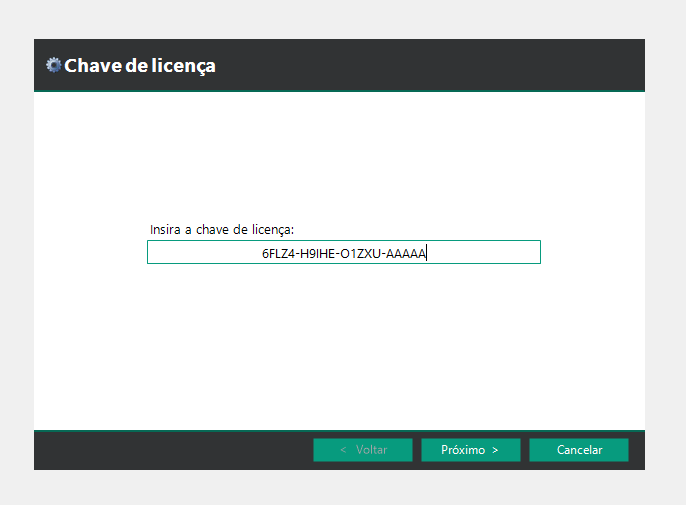 Chave de licença
Insira a chave de licença:
6FLZ4-H9IHE-O1ZXU-AAAAA
< Voltar
Próximo >
Cancelar